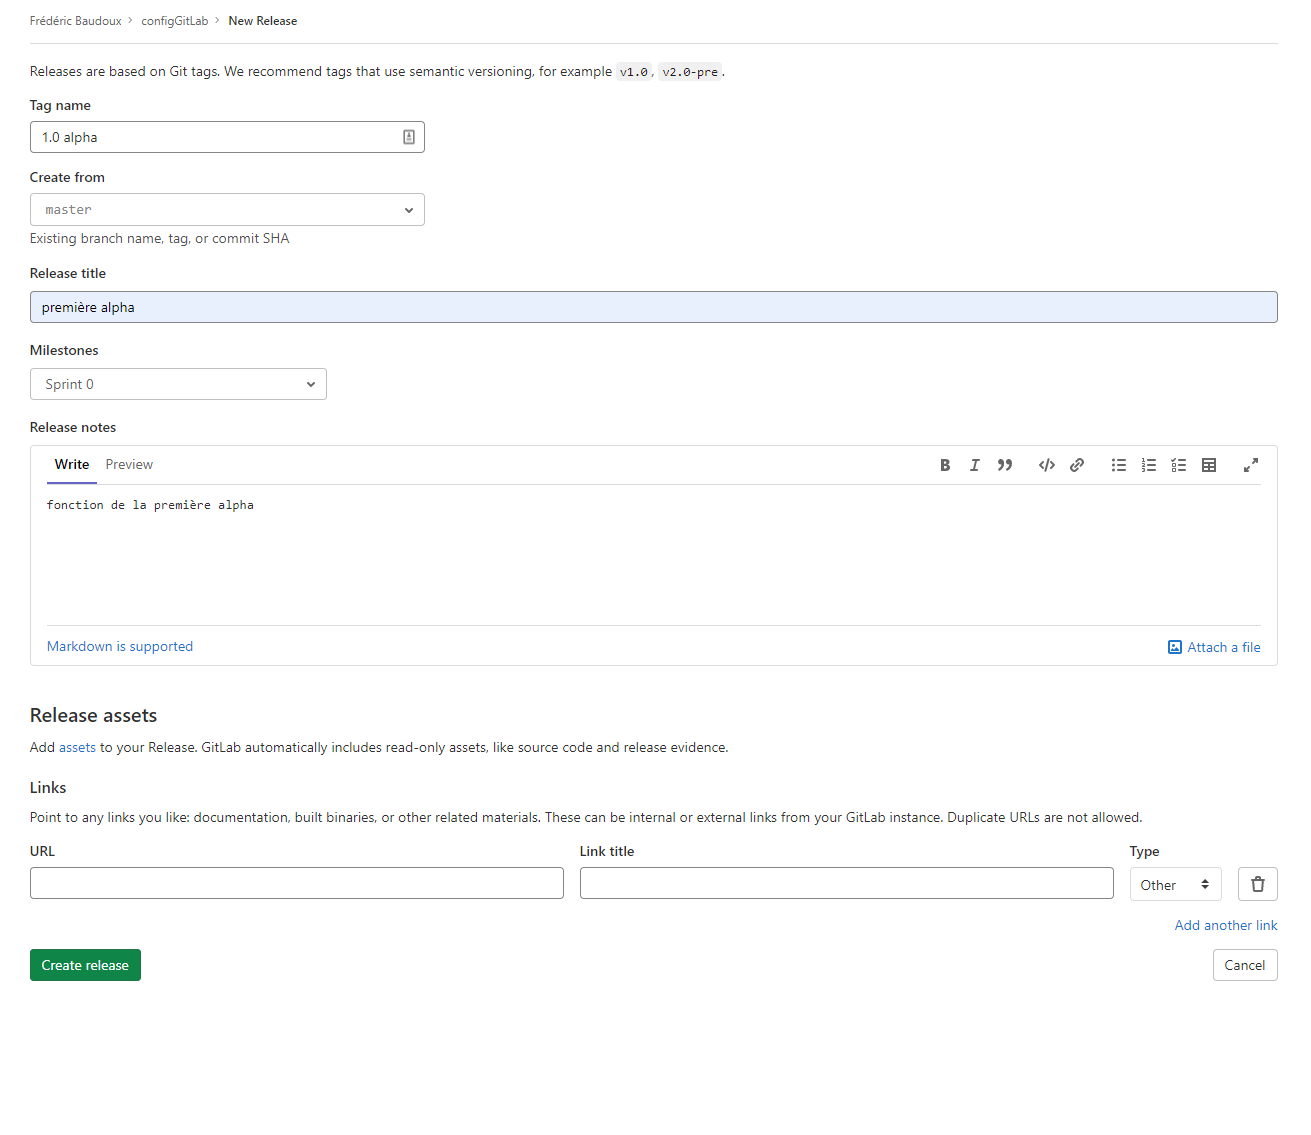 Frédéric Baudoux > configGitLab > New Release
Releases are based on Git tags. We recommend tags that use semantic versioning, for example v1.0, v2.0-pre.
Tag name
1.0 alpha
Create from
master
Existing branch name, tag, or commit SHA
Release title
première alpha
Milestones
Sprint 0
Release notes
Write Preview
fonction de la première alpha
Markdown is supported Attach a file
Release assets
Add assets to your Release. GitLab automatically includes read-only assets, like source code and release evidence.
Links
Point to any links you like: documentation, built binaries, or other related materials. These can be internal or external links from your GitLab instance. Duplicate URLs are not allowed.
URL Link title Type
Other
Add another link
Create release Cancel